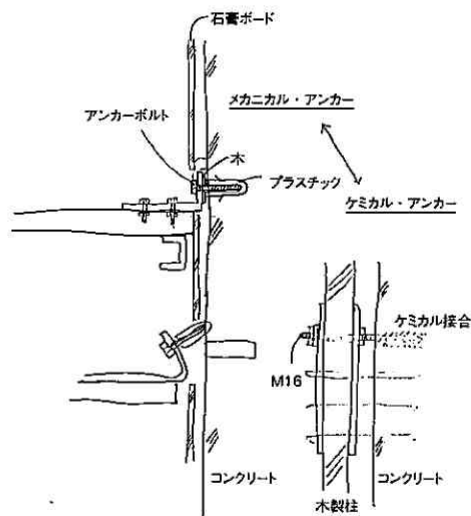 石膏ボード
メカニカル・アンカー
アンカーボルト
木
プラスチック
ケミカル・アンカー
ケミカル接合
M16
コンクリート
コンクリート
木製柱